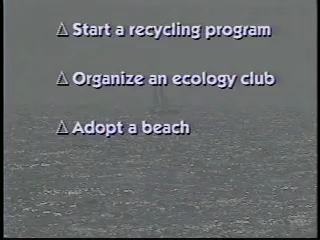 Δ Start a recycling program
Δ Organize an ecology club
Δ Adopt a beach